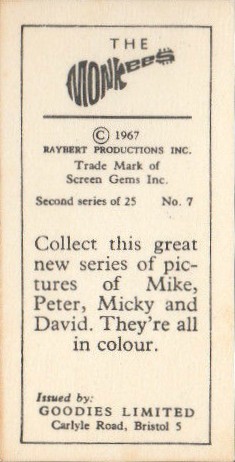 THE
MONKEES
© 1967
RAYBERT PRODUCTIONS INC.
Trade Mark of
Screen Gems Inc.
Second series of 25 No. 7
Collect this great
new series of pic-
tures of Mike,
Peter, Micky and
David. They're all
in colour.
Issued by:
GOODIES LIMITED
Carlyle Road, Bristol 5